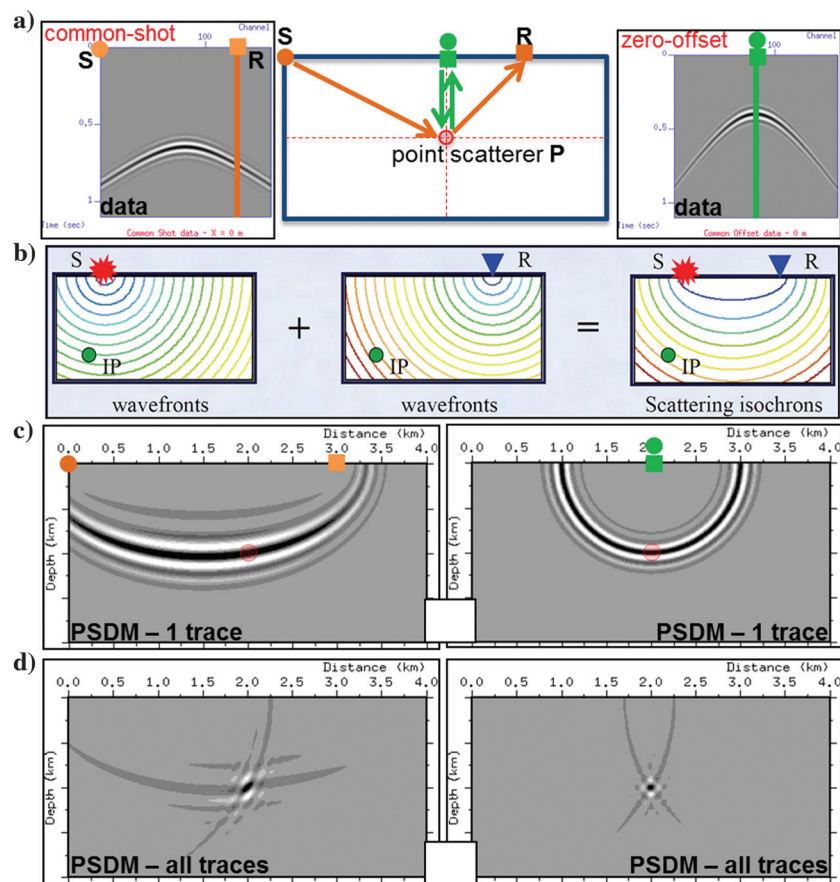 a)
common-shot
Channel
0
100
S
R
0.5
1
data
Time (sec)
Common Shot data - X = 0 m
S
R
point scatterer P
zero-offset
Channel
0
100
0.5
1
data
Time (sec)
Common Offset data - 0 m
b)
S
IP
wavefronts
+
R
IP
wavefronts
=
S
R
IP
Scattering isochrons
c)
Distance (km)
0.0 0.5 1.0 1.5 2.0 2.5 3.0 3.5 4.0
Depth (km)
PSDM – 1 trace
Distance (km)
0.0 0.5 1.0 1.5 2.0 2.5 3.0 3.5 4.0
Depth (km)
PSDM – 1 trace
d)
Distance (km)
0.0 0.5 1.0 1.5 2.0 2.5 3.0 3.5 4.0
Depth (km)
PSDM – all traces
Distance (km)
0.0 0.5 1.0 1.5 2.0 2.5 3.0 3.5 4.0
Depth (km)
PSDM – all traces